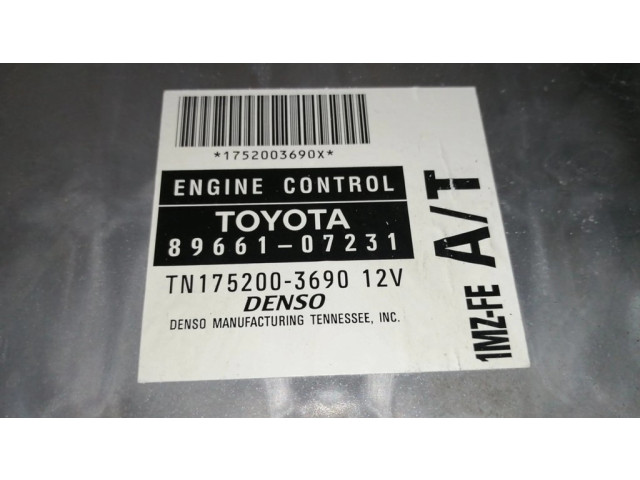 *1752003690X*
ENGINE CONTROL
TOYOTA
89661-07231
TN175200-3690 12V
DENSO
DENSO MANUFACTURING TENNESSEE, INC.
1MZ-FE A/T